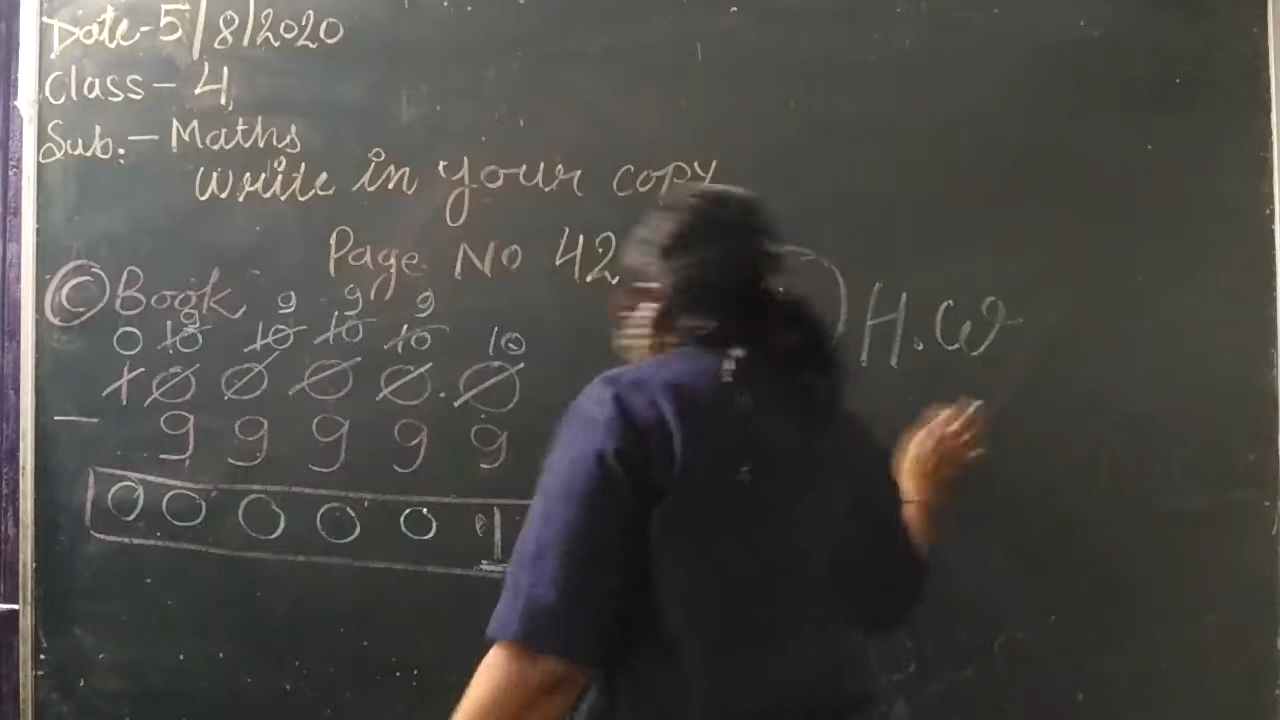 Date-5/8/2020
Class-4
Sub:-Maths
Write in your copy
Page No 42
© Book
H.W
9 9 9 9
0 10 10 10 10 10
1 0 0 0 0 0
- 9 9 9 9 9
0 0 0 0 0 1